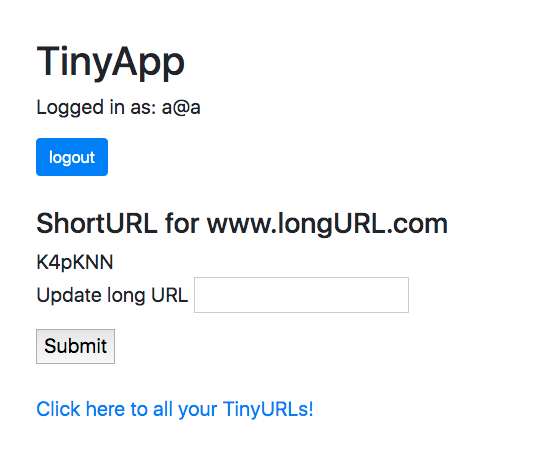 TinyApp
Logged in as: a@a
logout
ShortURL for www.longURL.com
K4pKNN
Update long URL
Submit
Click here to all your TinyURLs!